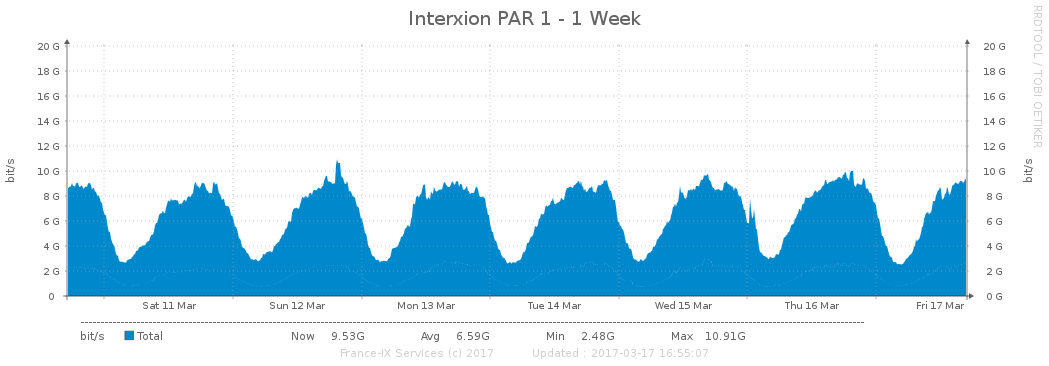 Interxion PAR 1 - 1 Week
RRDTOOL / TOBI OETIKER
bit/s
20 G 20 G
18 G 18 G
16 G 16 G
14 G 14 G
12 G 12 G
10 G 10 G
8 G 8 G
6 G 6 G
4 G 4 G
2 G 2 G
0 0 G
bit/s
Sat 11 Mar Sun 12 Mar Mon 13 Mar Tue 14 Mar Wed 15 Mar Thu 16 Mar Fri 17 Mar
bit/s Total Now 9.53G Avg 6.59G Min 2.48G Max 10.91G
France-IX Services (c) 2017 Updated : 2017-03-17 16:55:07